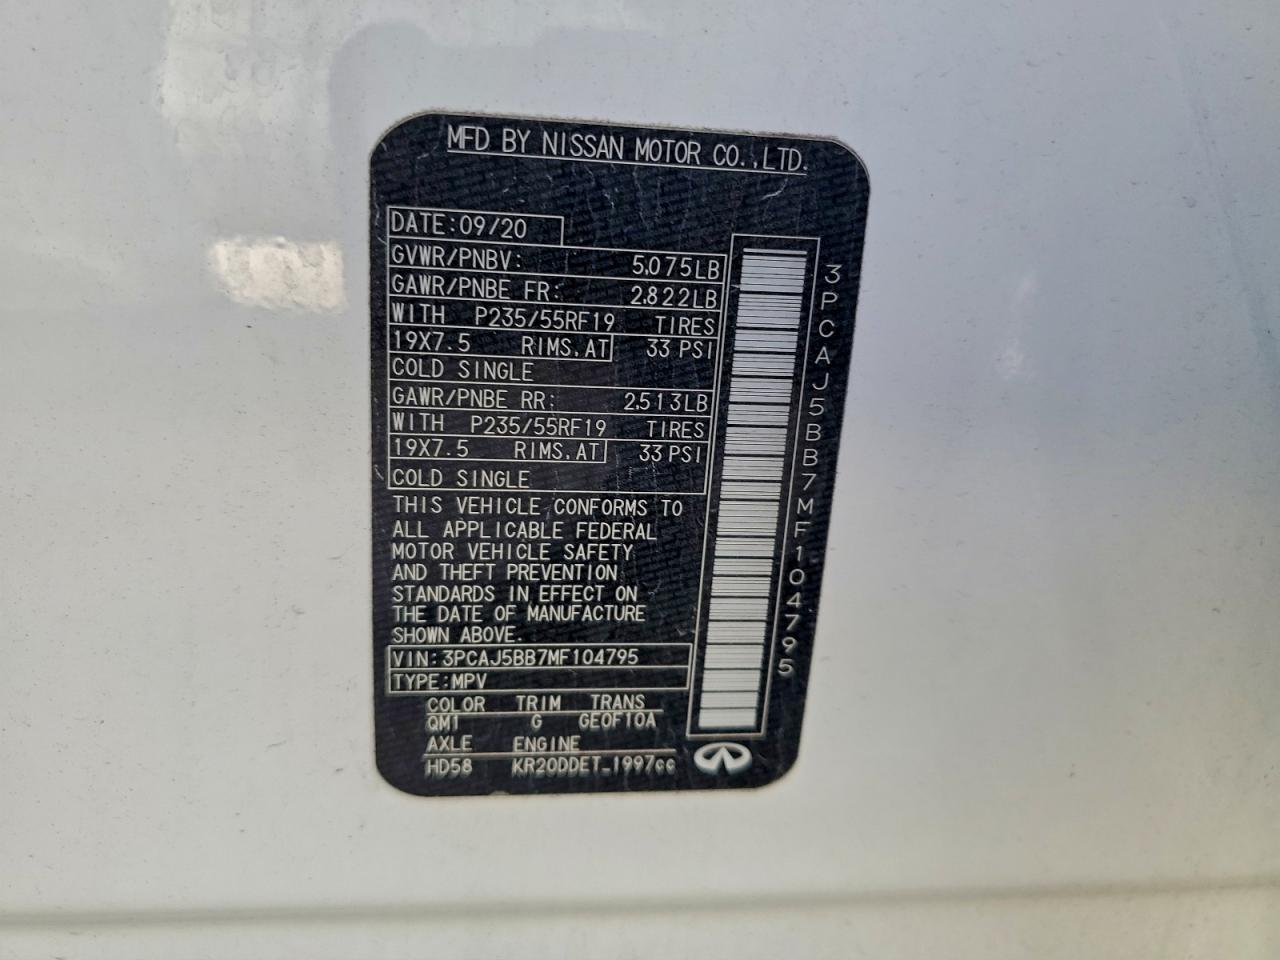 MFD BY NISSAN MOTOR CO.,LTD.
DATE:09/20
GVWR/PNBV: 5,075LB
GAWR/PNBE FR: 2,822LB
WITH P235/55RF19 TIRES
19X7.5 RIMS,AT 33 PSI
COLD SINGLE
GAWR/PNBE RR: 2,513LB
WITH P235/55RF19 TIRES
19X7.5 RIMS,AT 33 PSI
COLD SINGLE
THIS VEHICLE CONFORMS TO
ALL APPLICABLE FEDERAL
MOTOR VEHICLE SAFETY
AND THEFT PREVENTION
STANDARDS IN EFFECT ON
THE DATE OF MANUFACTURE
SHOWN ABOVE.
VIN:3PCAJ5BB7MF104795
TYPE:MPV
COLOR TRIM TRANS
QM1 G GE0F10A
AXLE ENGINE
HD58 KR20DDET_1997cc
3PCAJ5BB7MF104795